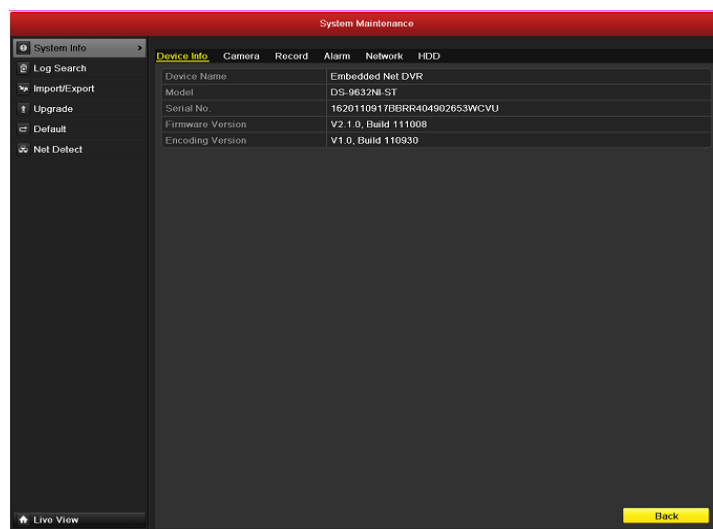 System Maintenance
System Info >
Log Search
Import/Export
Upgrade
Default
Net Detect
Live View
Device Info Camera Record Alarm Network HDD
Device Name Embedded Net DVR
Model DS-9632NI-ST
Serial No. 1620110917BBRR404902653WCVU
Firmware Version V2.1.0, Build 111008
Encoding Version V1.0, Build 110930
Back